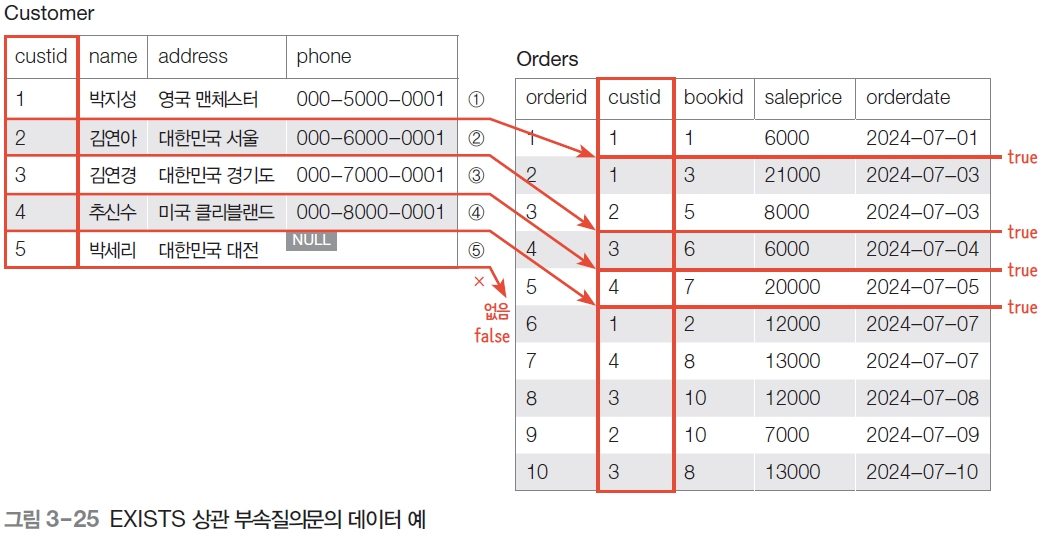 Customer
custid name address phone
1 박지성 영국 맨체스터 000-5000-0001 ①
2 김연아 대한민국 서울 000-6000-0001 ②
3 김연경 대한민국 경기도 000-7000-0001 ③
4 추신수 미국 클리블랜드 000-8000-0001 ④
5 박세리 대한민국 대전 NULL ⑤
×
없음
false
Orders
orderid custid bookid saleprice orderdate
1 1 1 6000 2024-07-01
true
2 1 3 21000 2024-07-03
3 2 5 8000 2024-07-03
true
4 3 6 6000 2024-07-04
true
5 4 7 20000 2024-07-05
true
6 1 2 12000 2024-07-07
7 4 8 13000 2024-07-07
8 3 10 12000 2024-07-08
9 2 10 7000 2024-07-09
10 3 8 13000 2024-07-10
그림 3-25 EXISTS 상관 부속질의문의 데이터 예